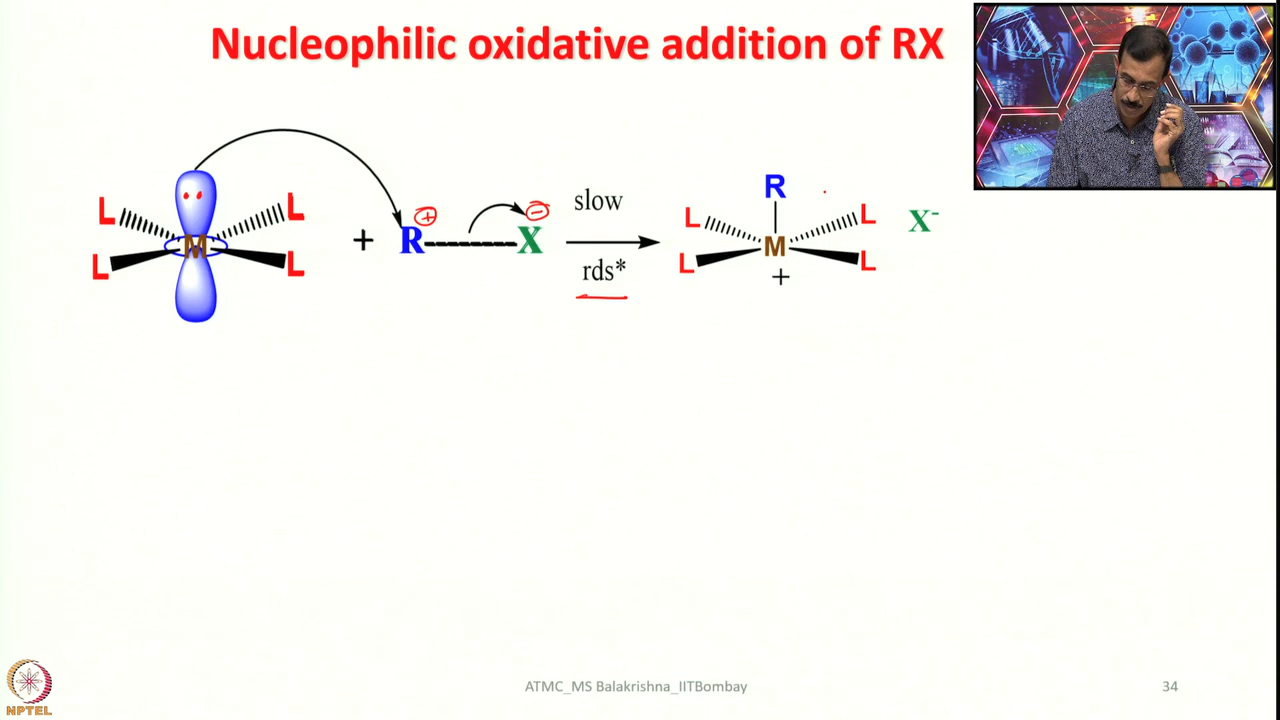 Nucleophilic oxidative addition of RX
L L L L M
+ R X
+ -
slow
rds*
R
L L L L M
+
X-
NPTEL
ATMC_MS Balakrishna_IITBombay
34